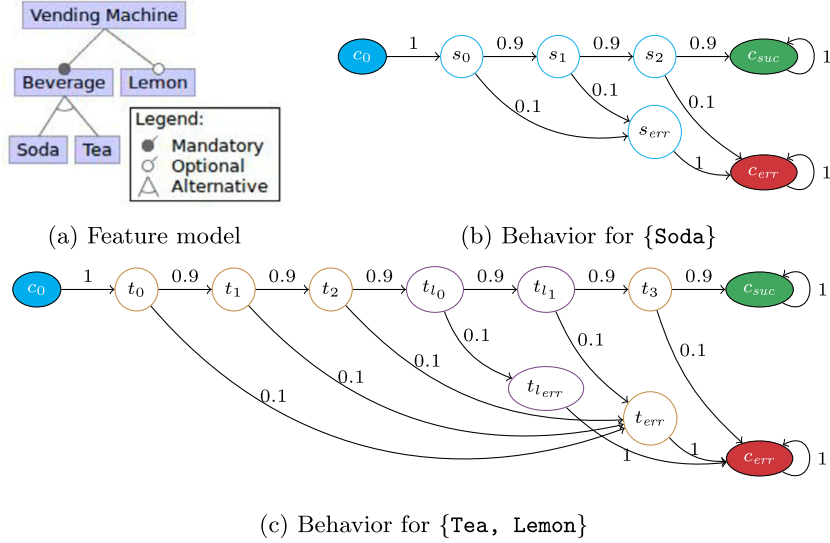 Vending Machine
Beverage Lemon
Soda Tea
Legend:
Mandatory
Optional
Alternative
(a) Feature model
c0 1 s0 0.9 s1 0.9 s2 0.9 csuc 1
0.1 0.1 0.1
serr
1
cerr 1
(b) Behavior for {Soda}
c0 1 t0 0.9 t1 0.9 t2 0.9 tl0 0.9 tl1 0.9 t3 0.9 csuc 1
0.1 0.1 0.1 0.1 0.1 0.1
tlerr
terr
1 1
cerr 1
(c) Behavior for {Tea, Lemon}